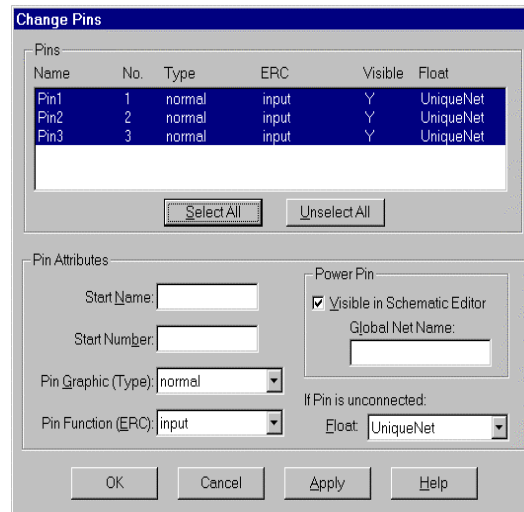 Change Pins
Pins
Name No. Type ERC Visible Float
Pin1 1 normal input Y UniqueNet
Pin2 2 normal input Y UniqueNet
Pin3 3 normal input Y UniqueNet
Select All Unselect All
Pin Attributes
Start Name:
Start Number:
Pin Graphic (Type): normal
Pin Function (ERC): input
Power Pin
Visible in Schematic Editor
Global Net Name:
If Pin is unconnected:
Float: UniqueNet
OK Cancel Apply Help